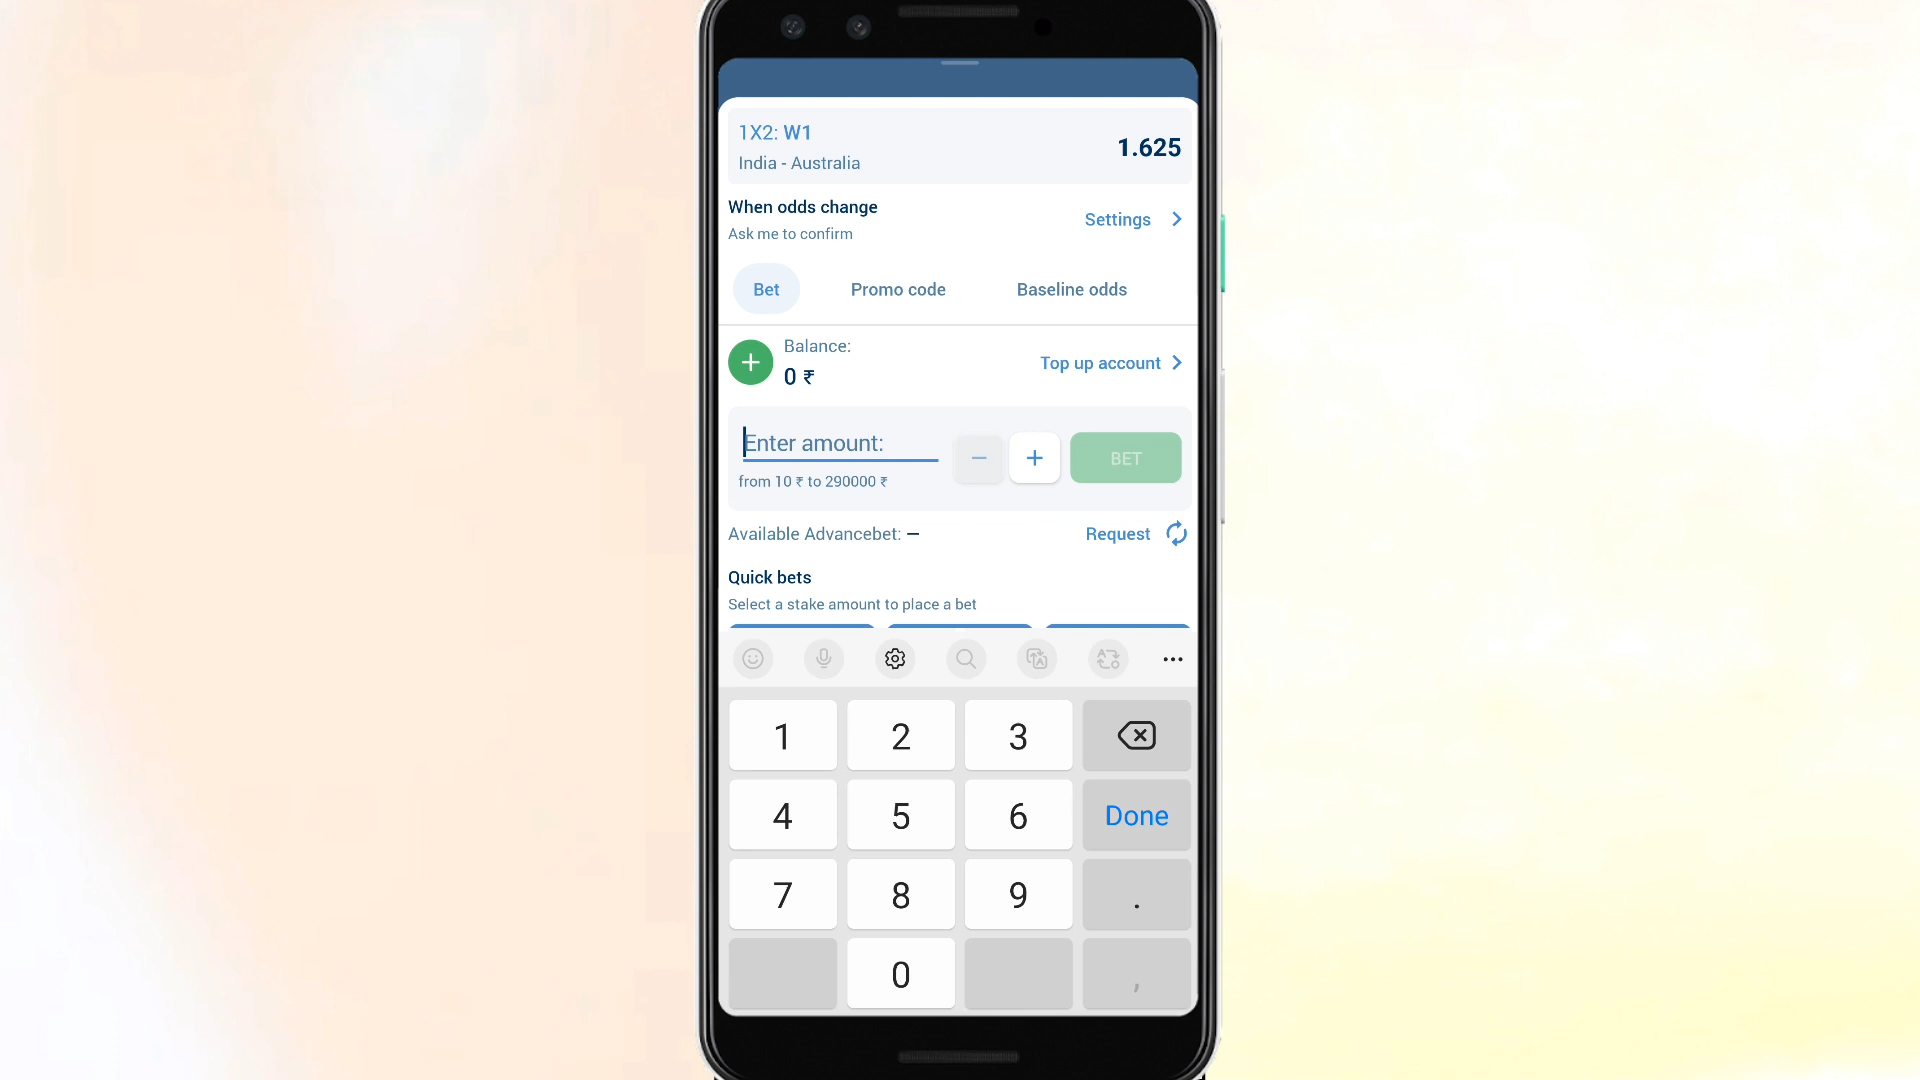 1X2: W1
1.625
India - Australia
When odds change
Settings
Ask me to confirm
Bet
Promo code
Baseline odds
Balance:
0 ₹
Top up account
Enter amount:
BET
from 10 ₹ to 290000 ₹
Available Advancebet: –
Request
Quick bets
Select a stake amount to place a bet
1 2 3
4 5 6 Done
7 8 9 .
0 ,